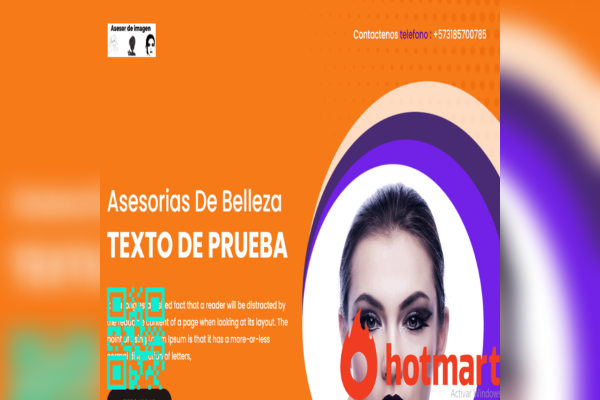 Asesor de imagen
Contactenos telefono : +573185700785
Asesorias De Belleza
TEXTO DE PRUEBA
fact that a reader will be distracted by
content of a page when looking at its layout. The
Ipsum is that it has a more-or-less
of letters,
hotmart
Activar Windows